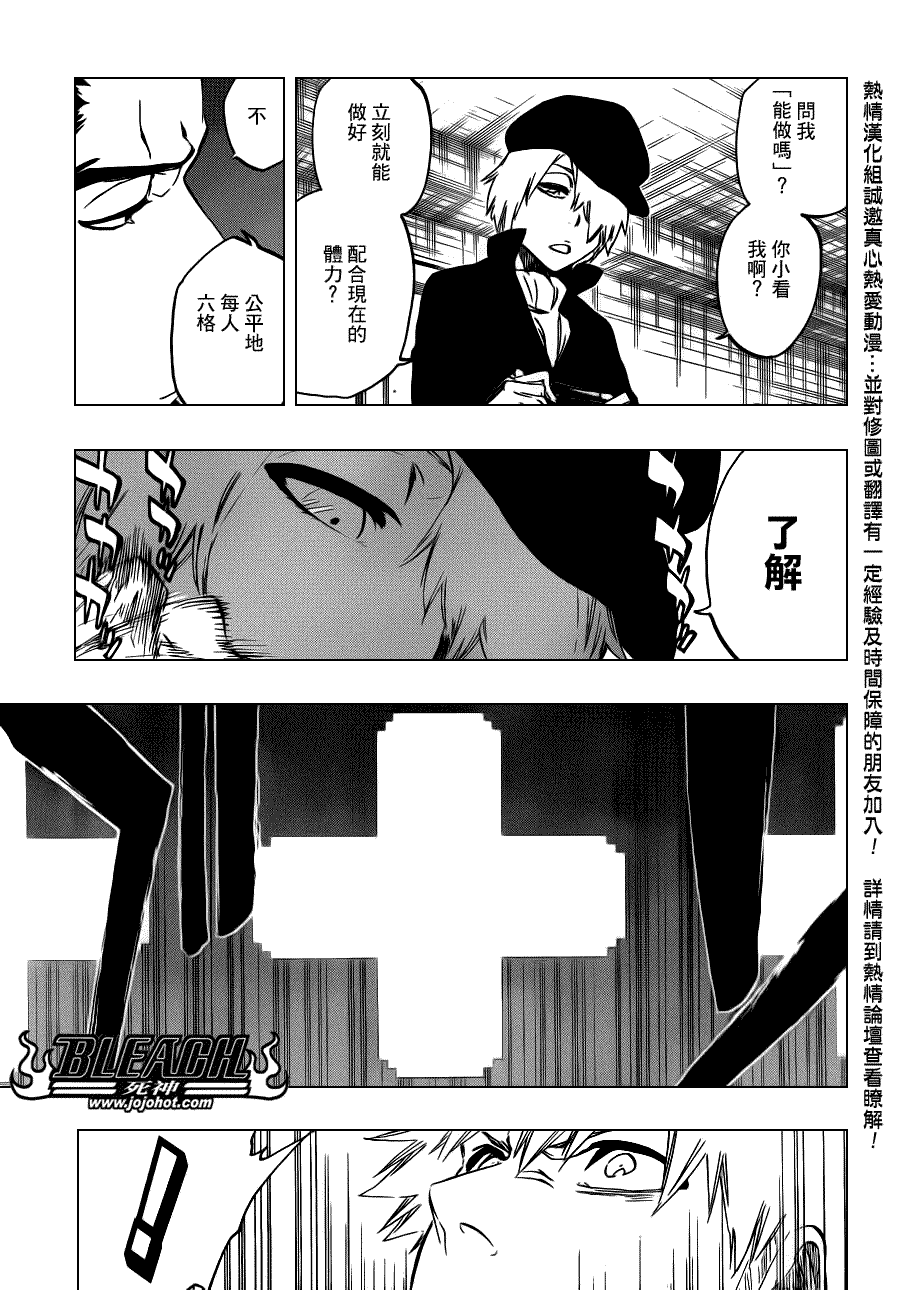 問我
「能做嗎」？
你小看
我啊？
立刻就能
做好
配合現在的
體力？
不
公平地
每人
六格
了解
熱情漢化組誠邀真心熱愛動漫…並對修圖或翻譯有一定經驗及時間保障的朋友加入！ 詳情請到熱情論壇查看瞭解！
BLEACH
死神
www.jojohot.com
!